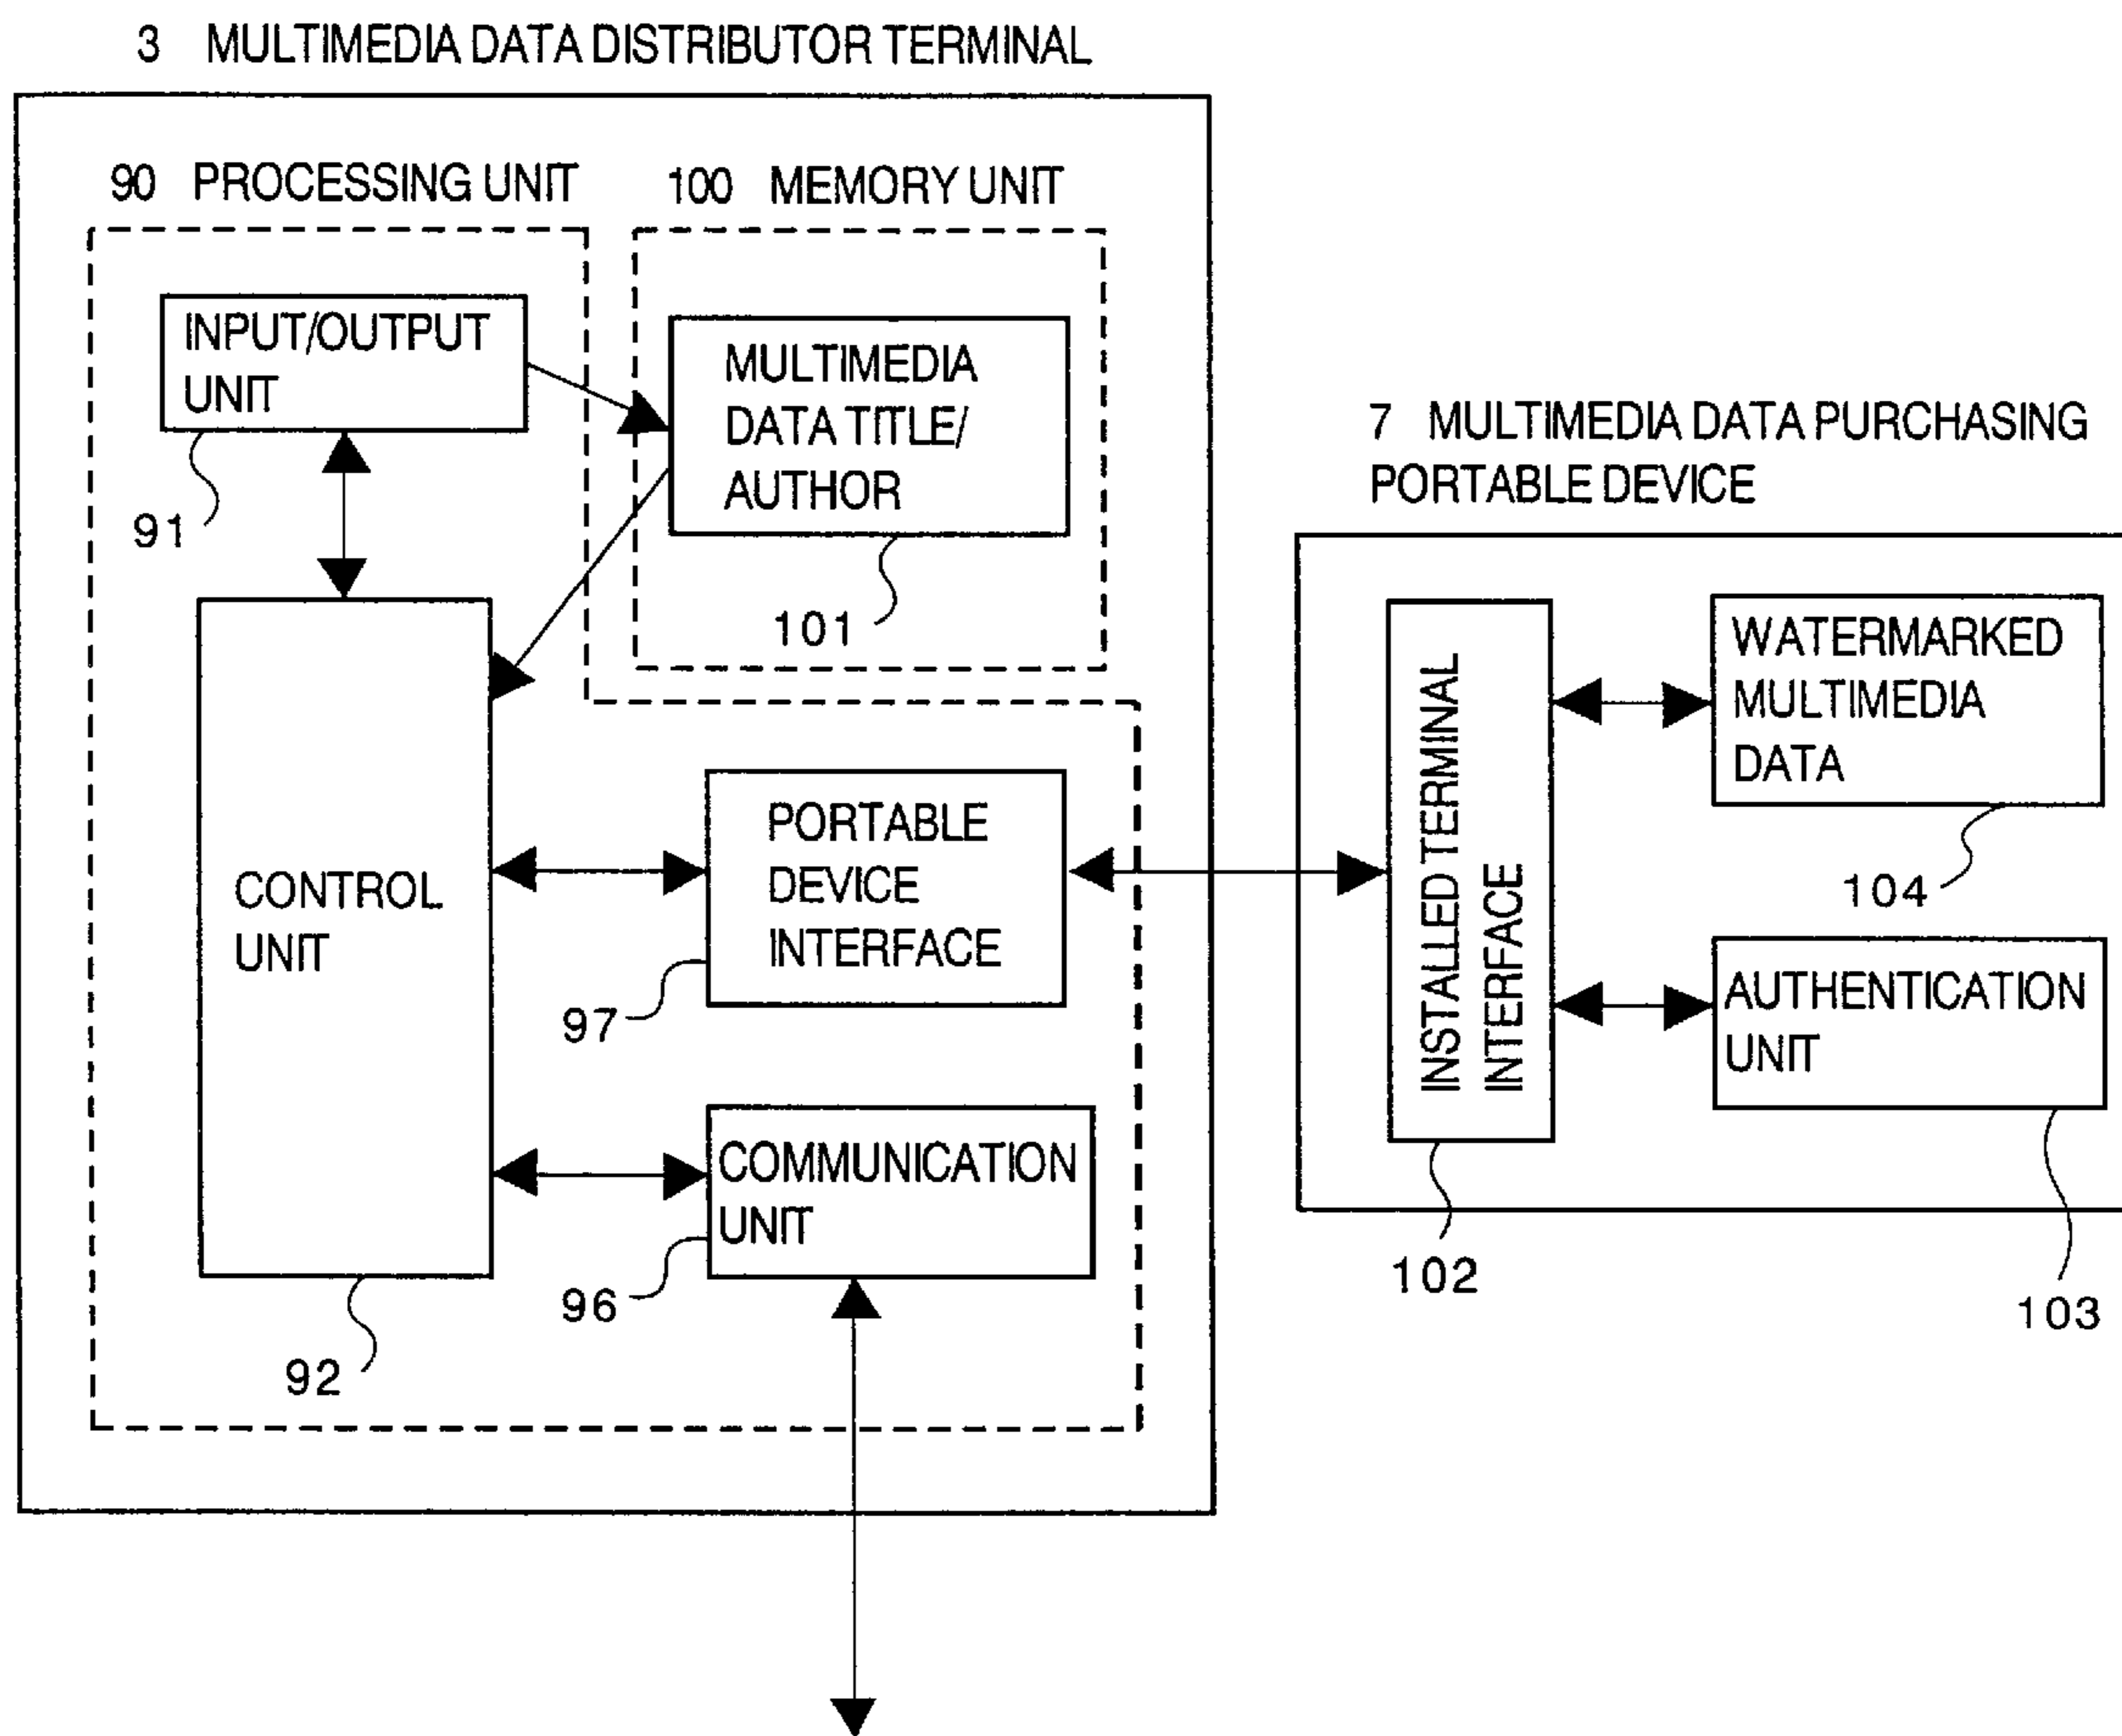 3 MULTIMEDIA DATA DISTRIBUTOR TERMINAL
90 PROCESSING UNIT
100 MEMORY UNIT
INPUT/OUTPUT
UNIT
91
MULTIMEDIA
DATA TITLE/
AUTHOR
101
CONTROL
UNIT
92
PORTABLE
DEVICE
INTERFACE
97
COMMUNICATION
UNIT
96
7 MULTIMEDIA DATA PURCHASING
PORTABLE DEVICE
INSTALLED TERMINAL
INTERFACE
102
WATERMARKED
MULTIMEDIA
DATA
104
AUTHENTICATION
UNIT
103